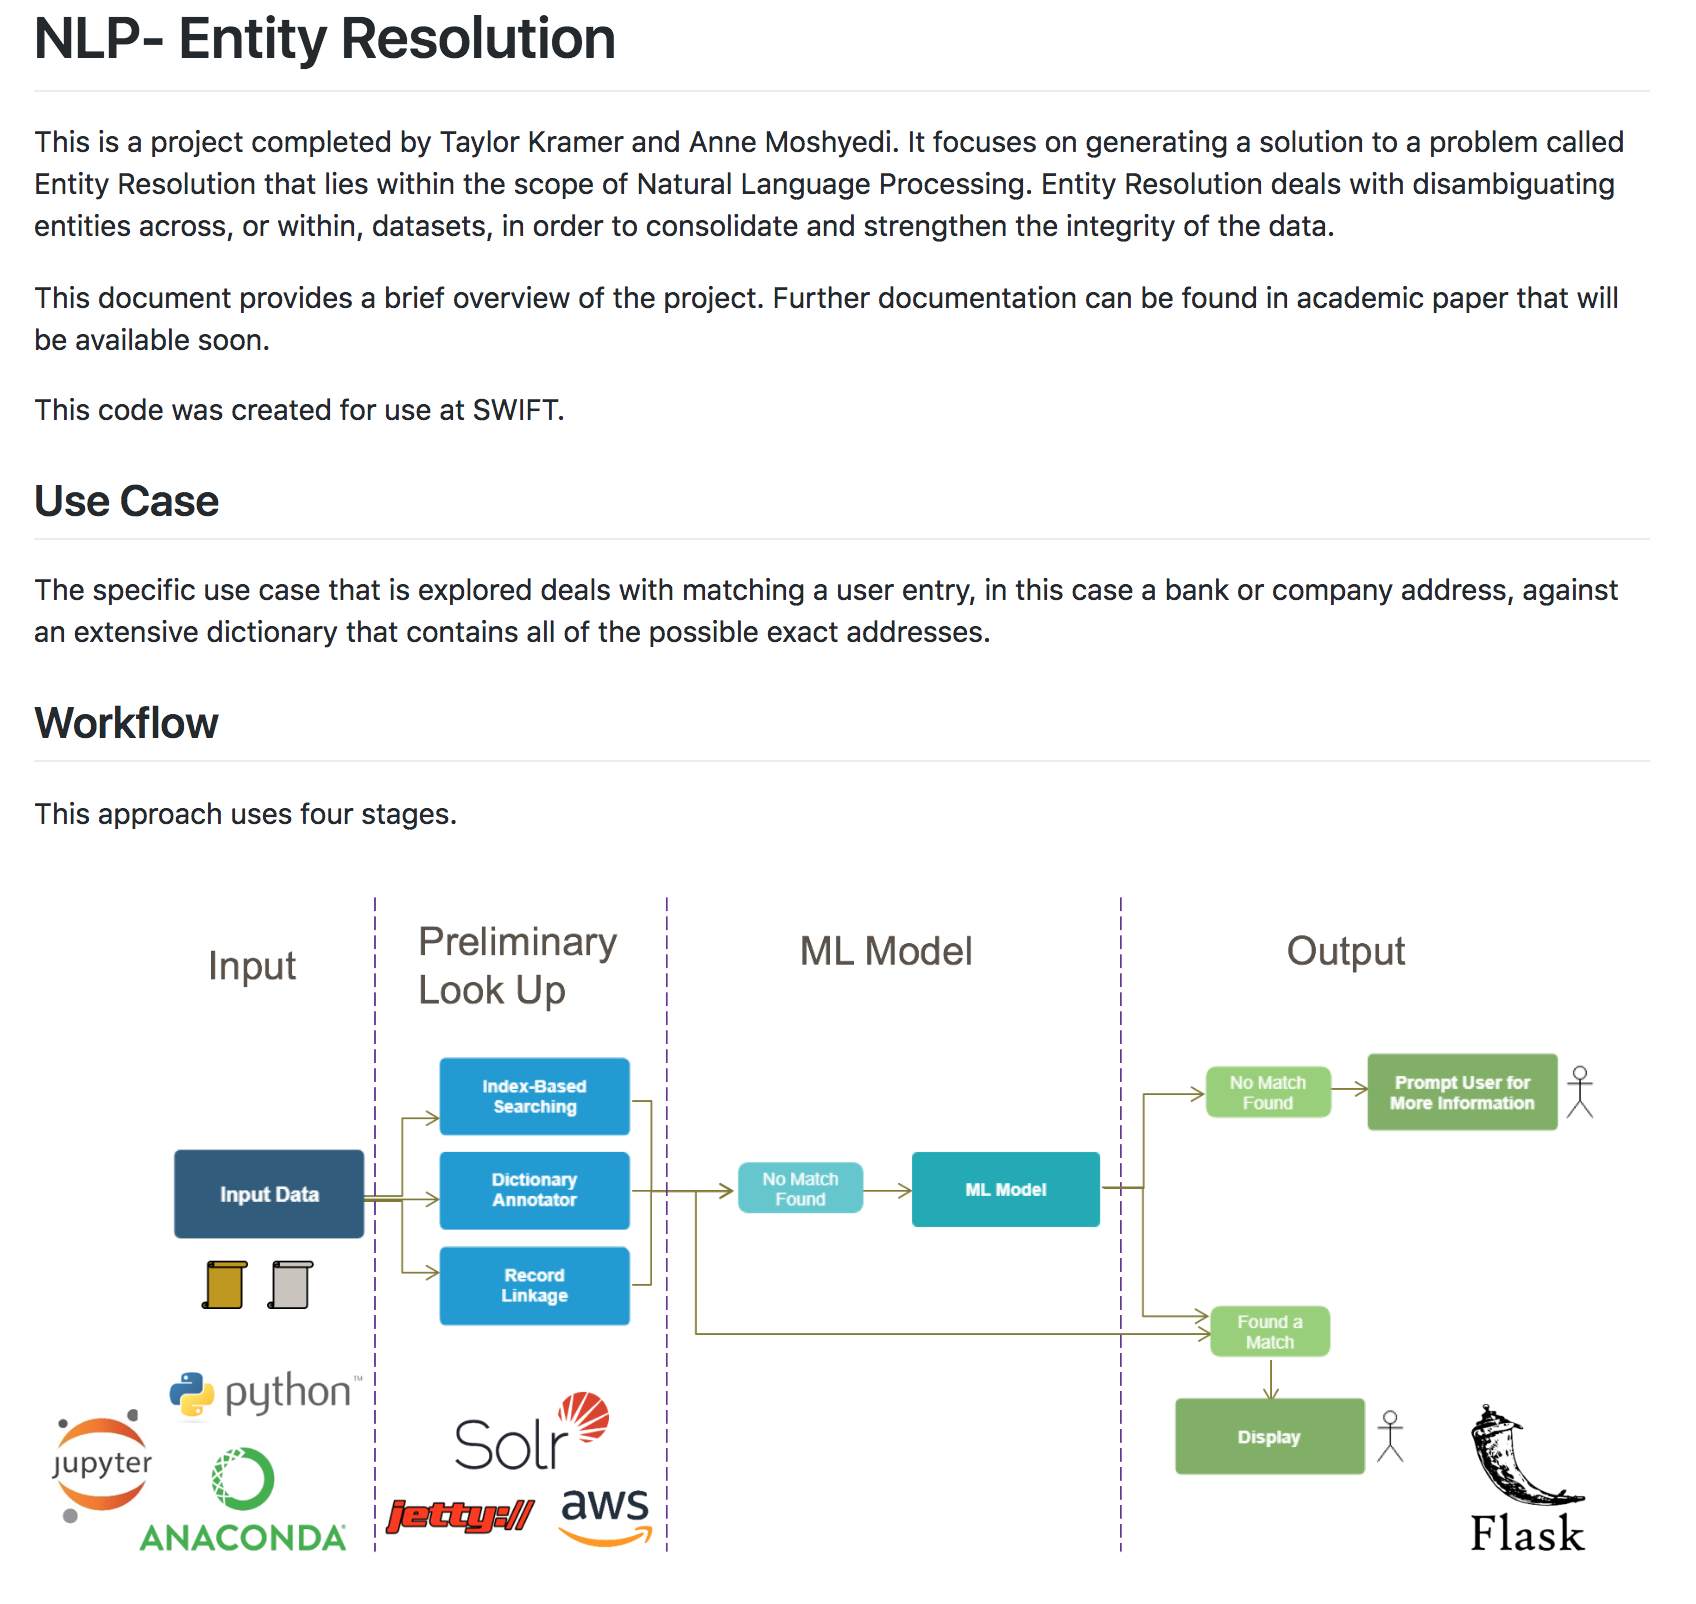 NLP- Entity Resolution
This is a project completed by Taylor Kramer and Anne Moshyedi. It focuses on generating a solution to a problem called
Entity Resolution that lies within the scope of Natural Language Processing. Entity Resolution deals with disambiguating
entities across, or within, datasets, in order to consolidate and strengthen the integrity of the data.
This document provides a brief overview of the project. Further documentation can be found in academic paper that will
be available soon.
This code was created for use at SWIFT.
Use Case
The specific use case that is explored deals with matching a user entry, in this case a bank or company address, against
an extensive dictionary that contains all of the possible exact addresses.
Workflow
This approach uses four stages.
Input
Preliminary
Look Up
ML Model
Output
Input Data
Index-Based
Searching
Dictionary
Annotator
Record
Linkage
No Match
Found
ML Model
No Match
Found
Prompt User for
More Information
Found a
Match
Display
python™
jupyter
ANACONDA®
Solr
jetty://
aws
Flask